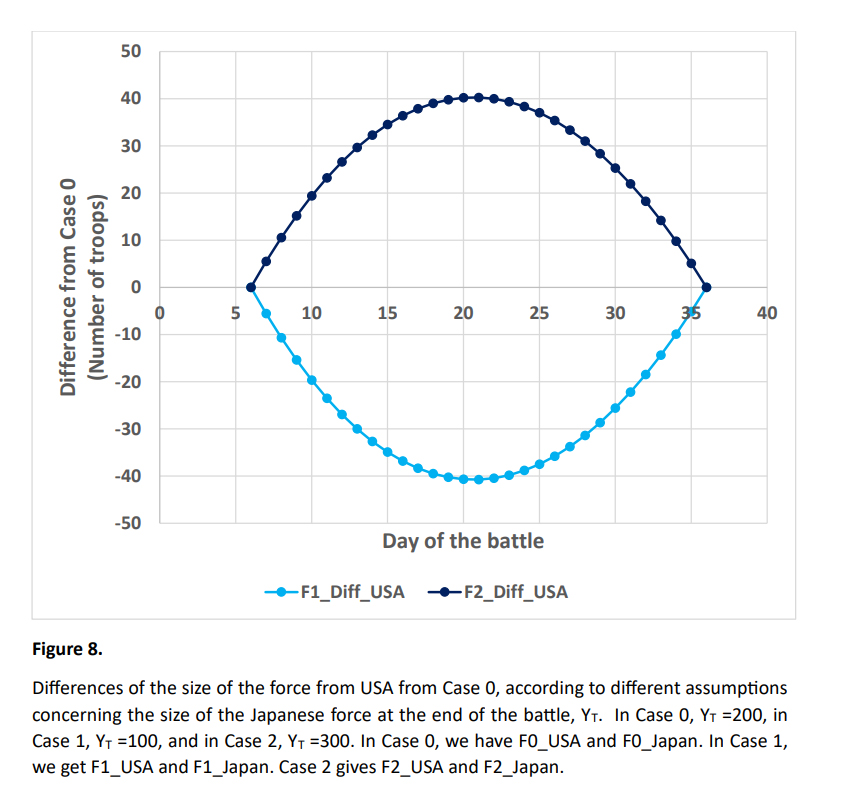 50
40
30
20
10
0
-10
-20
-30
-40
-50
0 5 10 15 20 25 30 35 40
Difference from Case 0
(Number of troops)
Day of the battle
F1_Diff_USA F2_Diff_USA
Figure 8.
Differences of the size of the force from USA from Case 0, according to different assumptions
concerning the size of the Japanese force at the end of the battle, YT. In Case 0, YT =200, in
Case 1, YT =100, and in Case 2, YT =300. In Case 0, we have F0_USA and F0_Japan. In Case 1,
we get F1_USA and F1_Japan. Case 2 gives F2_USA and F2_Japan.